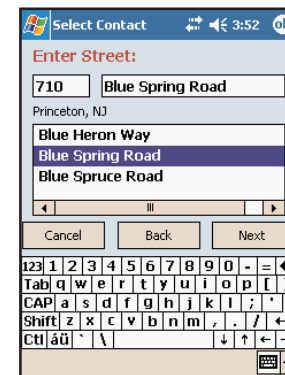 Select Contact 3:52 ok
Enter Street:
710 Blue Spring Road
Princeton, NJ
Blue Heron Way
Blue Spring Road
Blue Spruce Road
Cancel Back Next
123 1 2 3 4 5 6 7 8 9 0 - =
Tab q w e r t y u i o p [ ]
CAP a s d f g h j k l ; '
Shift z x c v b n m , . /
Ctl áü ` \ ↓ ↑ ←